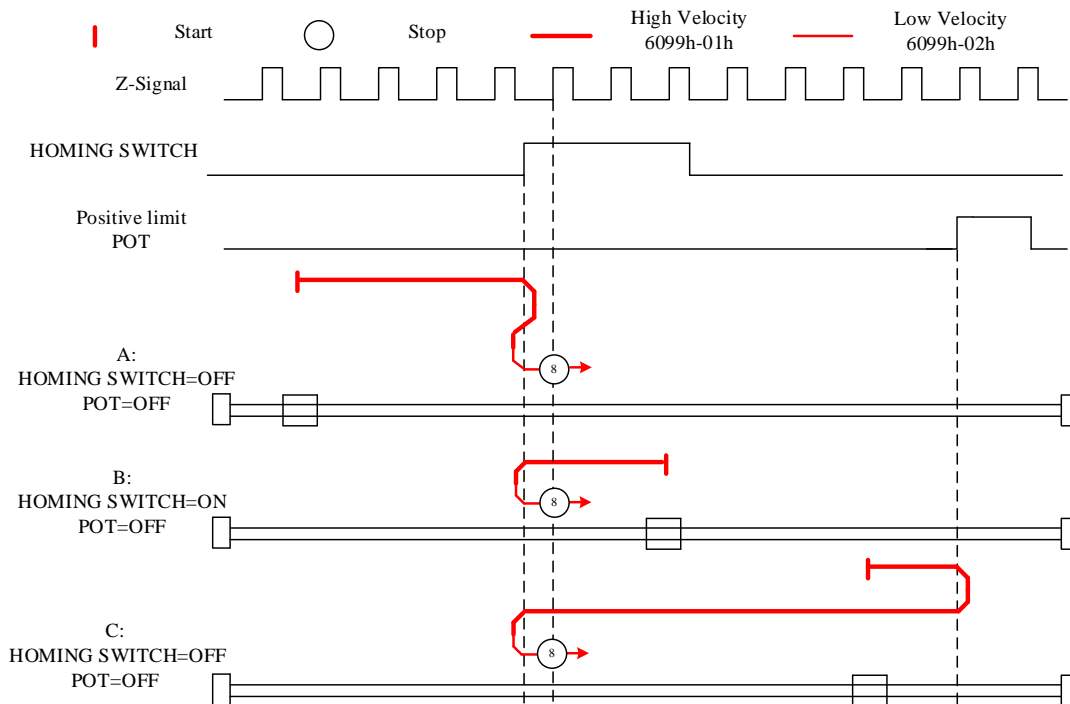 Start
Stop
High Velocity
6099h-01h
Low Velocity
6099h-02h
Z-Signal
HOMING SWITCH
Positive limit
POT
A:
HOMING SWITCH=OFF
POT=OFF
8
B:
HOMING SWITCH=ON
POT=OFF
8
C:
HOMING SWITCH=OFF
POT=OFF
8